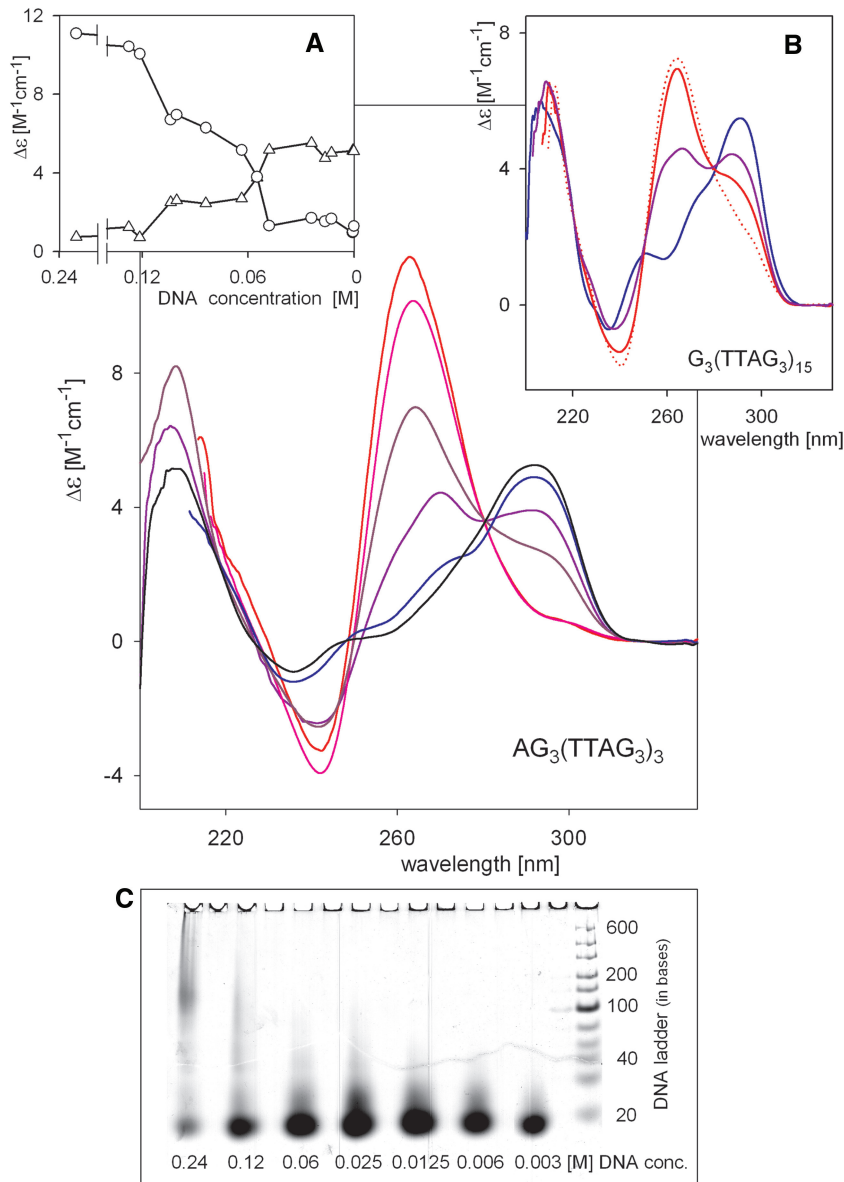 A
12
8
4
0
Δε [M⁻¹cm⁻¹]
0.24
0.12
0.06
0
DNA concentration [M]
B
8
4
0
Δε [M⁻¹cm⁻¹]
G₃(TTAG₃)₁₅
220
260
300
wavelength [nm]
8
4
0
-4
Δε [M⁻¹cm⁻¹]
AG₃(TTAG₃)₃
220
260
300
wavelength [nm]
C
600
200
100
40
20
DNA ladder (in bases)
0.24 0.12 0.06 0.025 0.0125 0.006 0.003 [M] DNA conc.